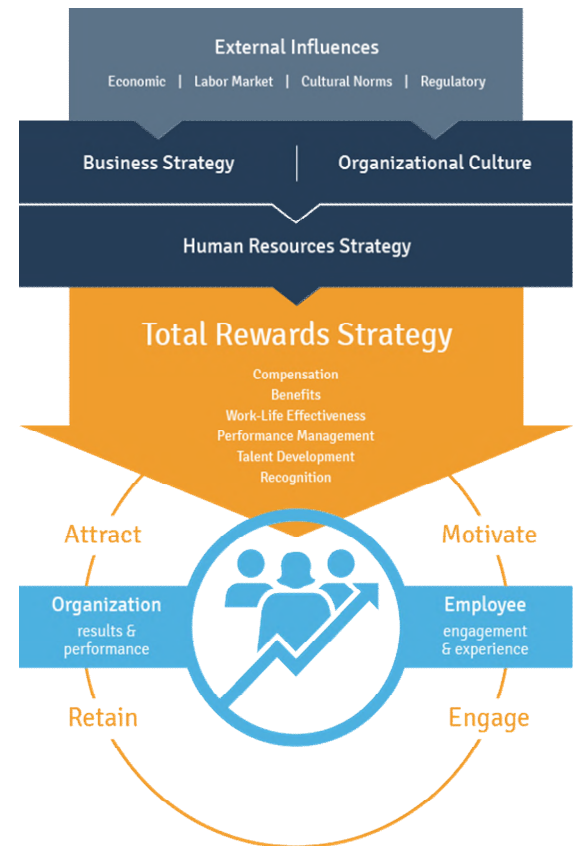 External Influences
Economic | Labor Market | Cultural Norms | Regulatory
Business Strategy | Organizational Culture
Human Resources Strategy
Total Rewards Strategy
Compensation
Benefits
Work-Life Effectiveness
Performance Management
Talent Development
Recognition
Attract
Motivate
Organization
results &
performance
Employee
engagement
& experience
Retain
Engage